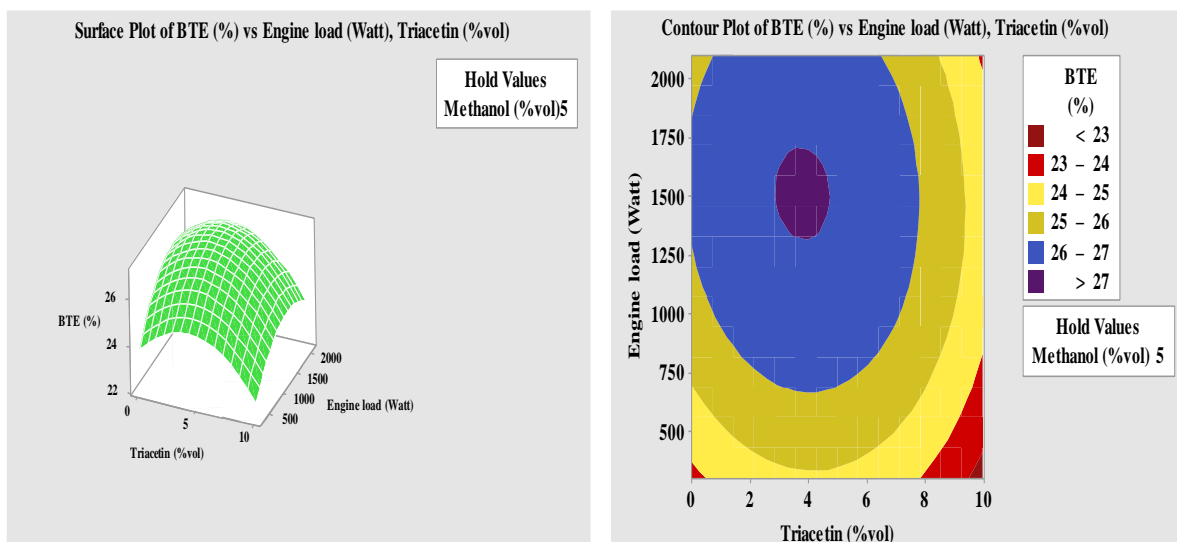 Surface Plot of BTE (%) vs Engine load (Watt), Triacetin (%vol)
Hold Values
Methanol (%vol)5
26
BTE (%)
24
22
0
5
10
Triacetin (%vol)
2000
1500
1000
500
Engine load (Watt)
Contour Plot of BTE (%) vs Engine load (Watt), Triacetin (%vol)
2000
1750
1500
1250
1000
750
500
Engine load (Watt)
0
2
4
6
8
10
Triacetin (%vol)
BTE
(%)
< 23
23 – 24
24 – 25
25 – 26
26 – 27
> 27
Hold Values
Methanol (%vol) 5